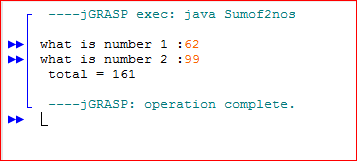 ----jGRASP exec: java Sumof2nos
what is number 1 :62
what is number 2 :99
total = 161
----jGRASP: operation complete.